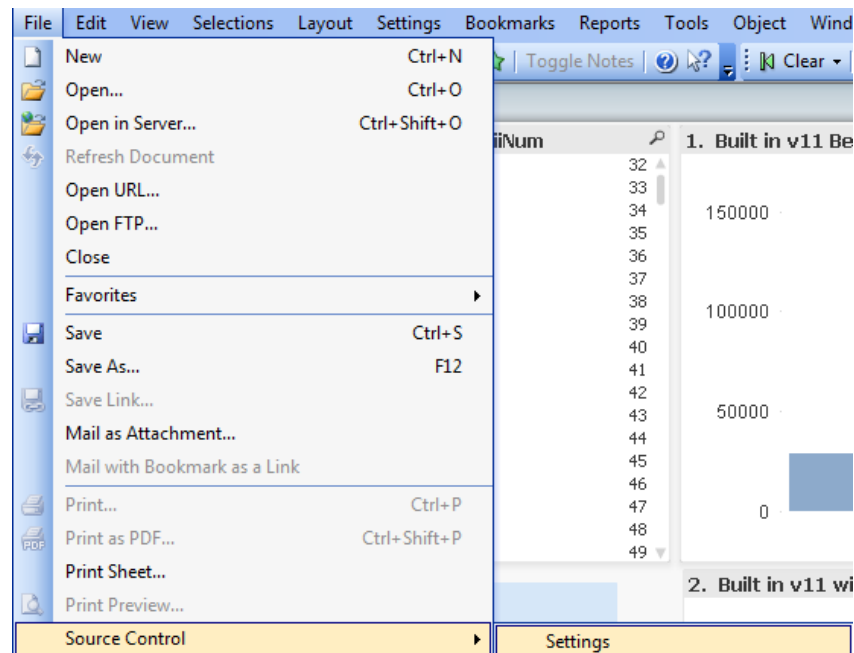 File Edit View Selections Layout Settings Bookmarks Reports Tools Object Wind
Toggle Notes Clear
New Ctrl+N
Open... Ctrl+O
Open in Server... Ctrl+Shift+O
Refresh Document
Open URL...
Open FTP...
Close
Favorites
Save Ctrl+S
Save As... F12
Save Link...
Mail as Attachment...
Mail with Bookmark as a Link
Print... Ctrl+P
PDF Print as PDF... Ctrl+Shift+P
Print Sheet...
Print Preview...
Source Control
Settings
iiNum
32
33
34
35
36
37
38
39
40
41
42
43
44
45
46
47
48
49
1. Built in v11 Be
150000
100000
50000
0
2. Built in v11 wi